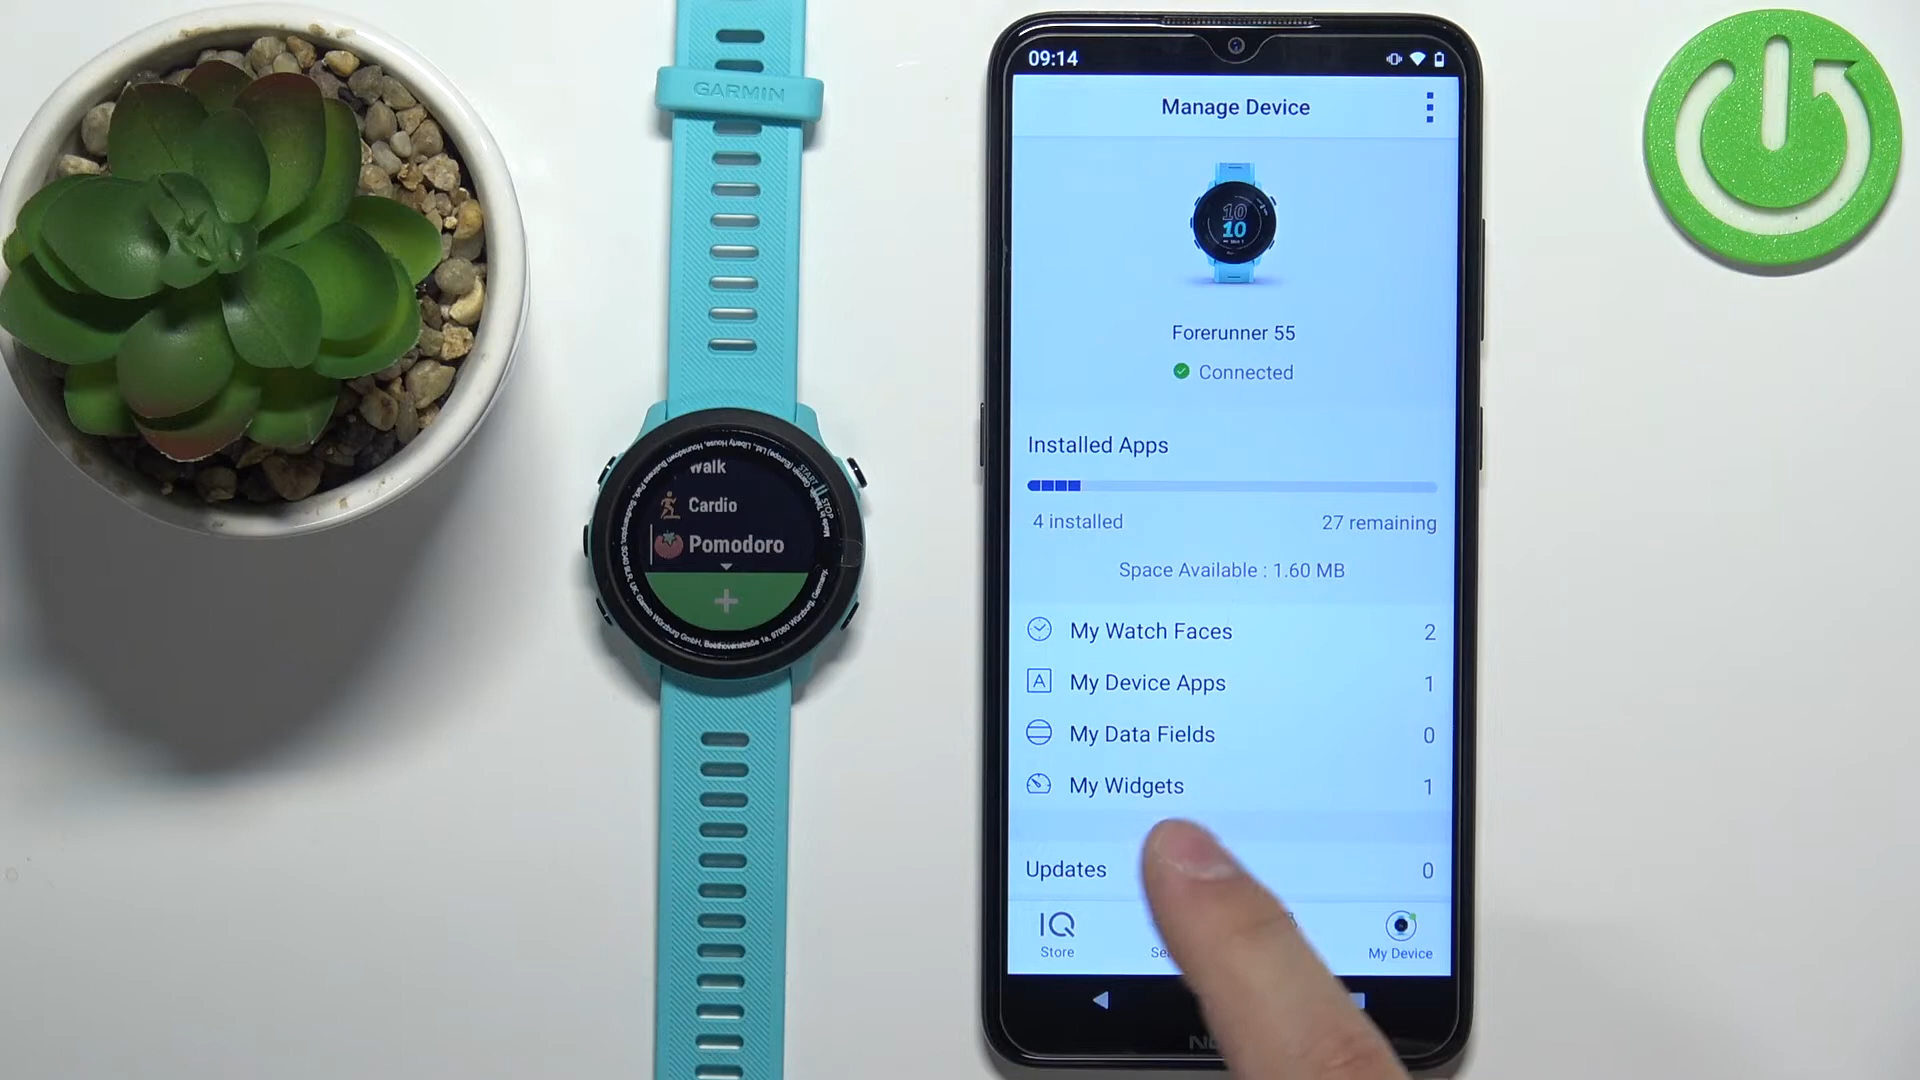 GARMIN
Walk
Cardio
Pomodoro
+
START
STOP
09:14
Manage Device
10
10
Forerunner 55
Connected
Installed Apps
4 installed
27 remaining
Space Available : 1.60 MB
My Watch Faces
2
My Device Apps
1
My Data Fields
0
My Widgets
1
Updates
0
IQ
Store
My Device